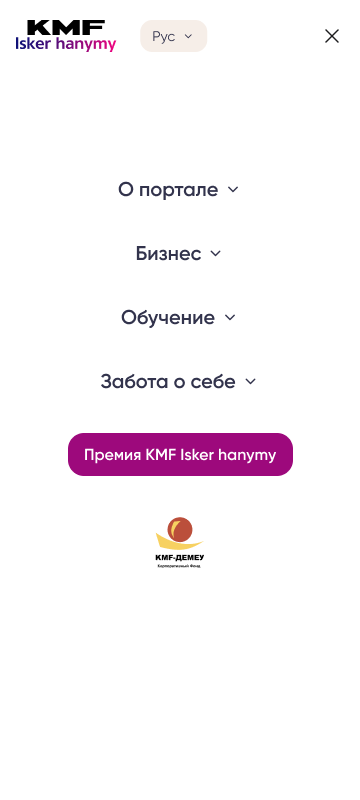 KMF
Isker hanymy
Рус
О портале
Бизнес
Обучение
Забота о себе
Премия KMF Isker hanymy
KMF-ДЕМЕУ
Корпоративный Фонд